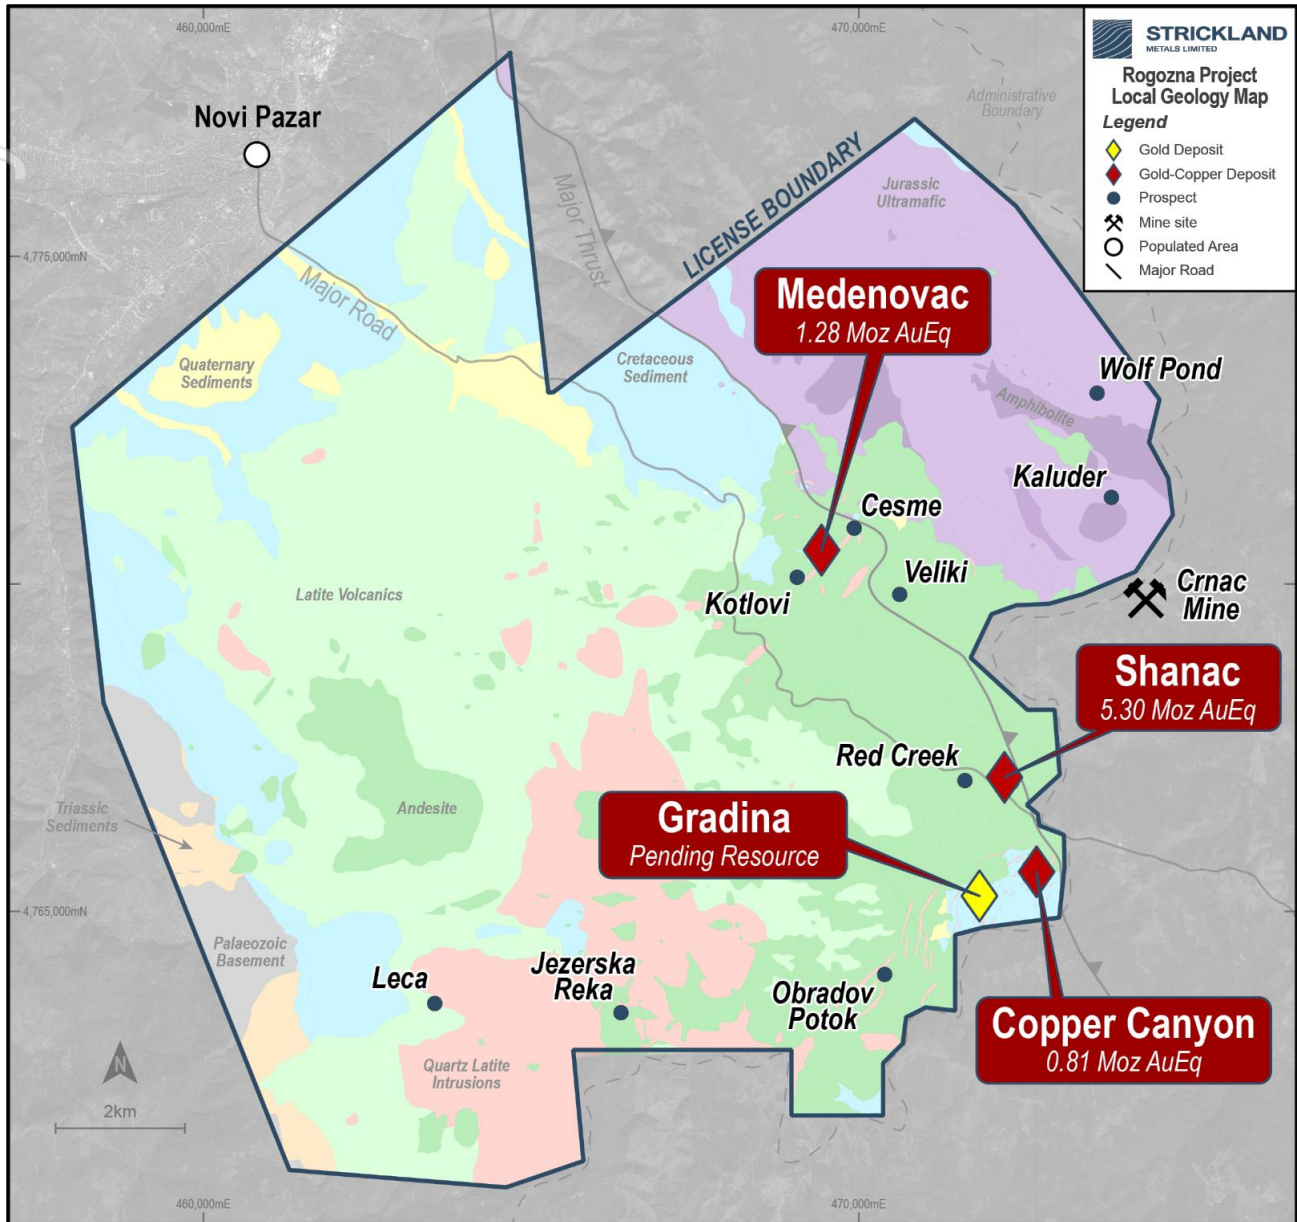 460,000mE
470,000mE
STRICKLAND
METALS LIMITED
Rogozna Project
Local Geology Map
Legend
Gold Deposit
Gold-Copper Deposit
Prospect
Mine site
Populated Area
Major Road
Administrative
Boundary
Novi Pazar
Major Thrust
LICENSE BOUNDARY
Jurassic
Ultramafic
4,775,000mN
Major Road
Medenovac
1.28 Moz AuEq
Quaternary
Sediments
Cretaceous
Sediment
Wolf Pond
Amphibolite
Kaluder
Cesme
Kotlovi
Veliki
Crnac
Mine
Latite Volcanics
Shanac
5.30 Moz AuEq
Red Creek
Triassic
Sediments
Andesite
Gradina
Pending Resource
4,765,000mN
Palaeozoic
Basement
Leca
Jezerska
Reka
Obradov
Potok
Copper Canyon
0.81 Moz AuEq
Quartz Latite
Intrusions
N
2km
460,000mE
470,000mE